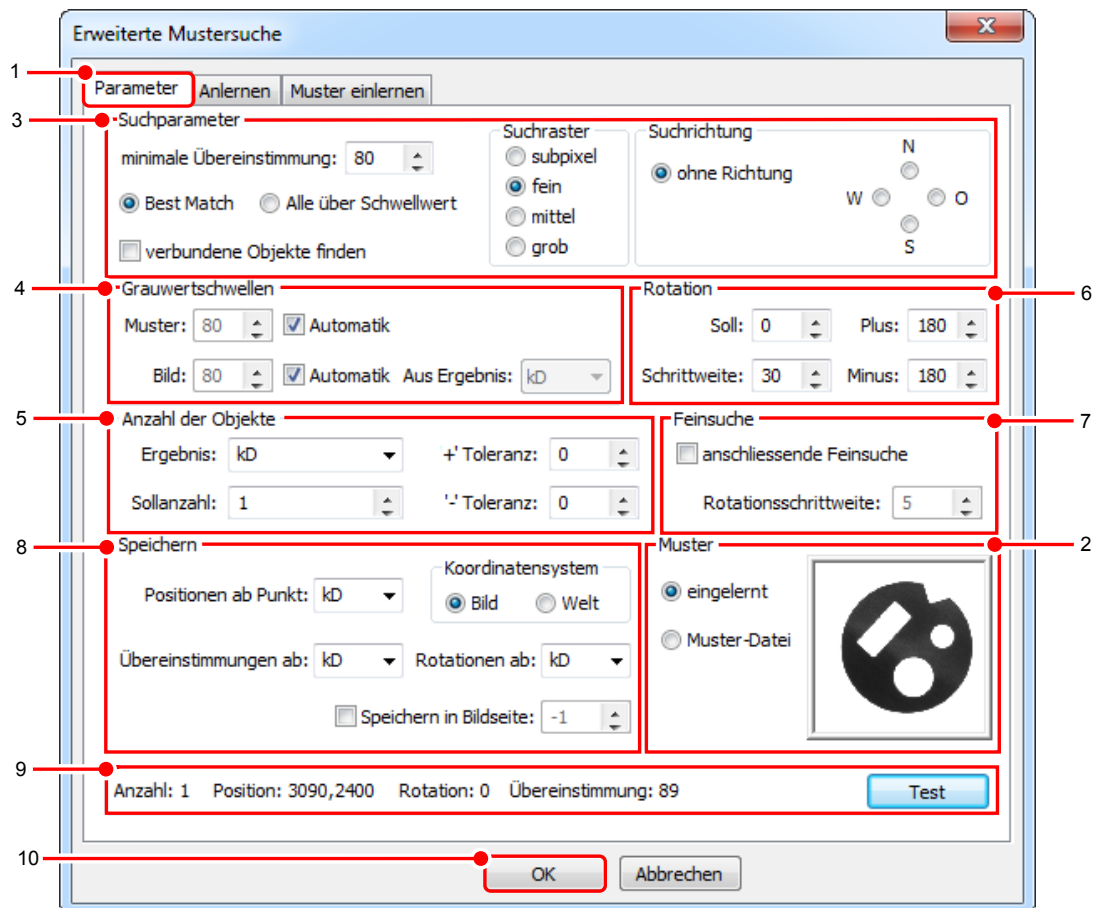 Erweiterte Mustersuche
1
Parameter Anlernen Muster einlernen
3
Suchparameter
minimale Übereinstimmung: 80
Best Match Alle über Schwellwert
verbundene Objekte finden
Suchraster
subpixel
fein
mittel
grob
Suchrichtung
ohne Richtung
N
W O
S
4
Grauwertschwellen
Muster: 80 Automatik
Bild: 80 Automatik Aus Ergebnis: kD
Rotation
6
Soll: 0 Plus: 180
Schrittweite: 30 Minus: 180
5
Anzahl der Objekte
Ergebnis: kD +' Toleranz: 0
Sollanzahl: 1 '-' Toleranz: 0
Feinsuche
7
anschliessende Feinsuche
Rotationsschrittweite: 5
8
Speichern
Positionen ab Punkt: kD
Koordinatensystem
Bild Welt
Übereinstimmungen ab: kD Rotationen ab: kD
Speichern in Bildseite: -1
Muster
2
eingelernt
Muster-Datei
9
Anzahl: 1 Position: 3090,2400 Rotation: 0 Übereinstimmung: 89 Test
10
OK Abbrechen